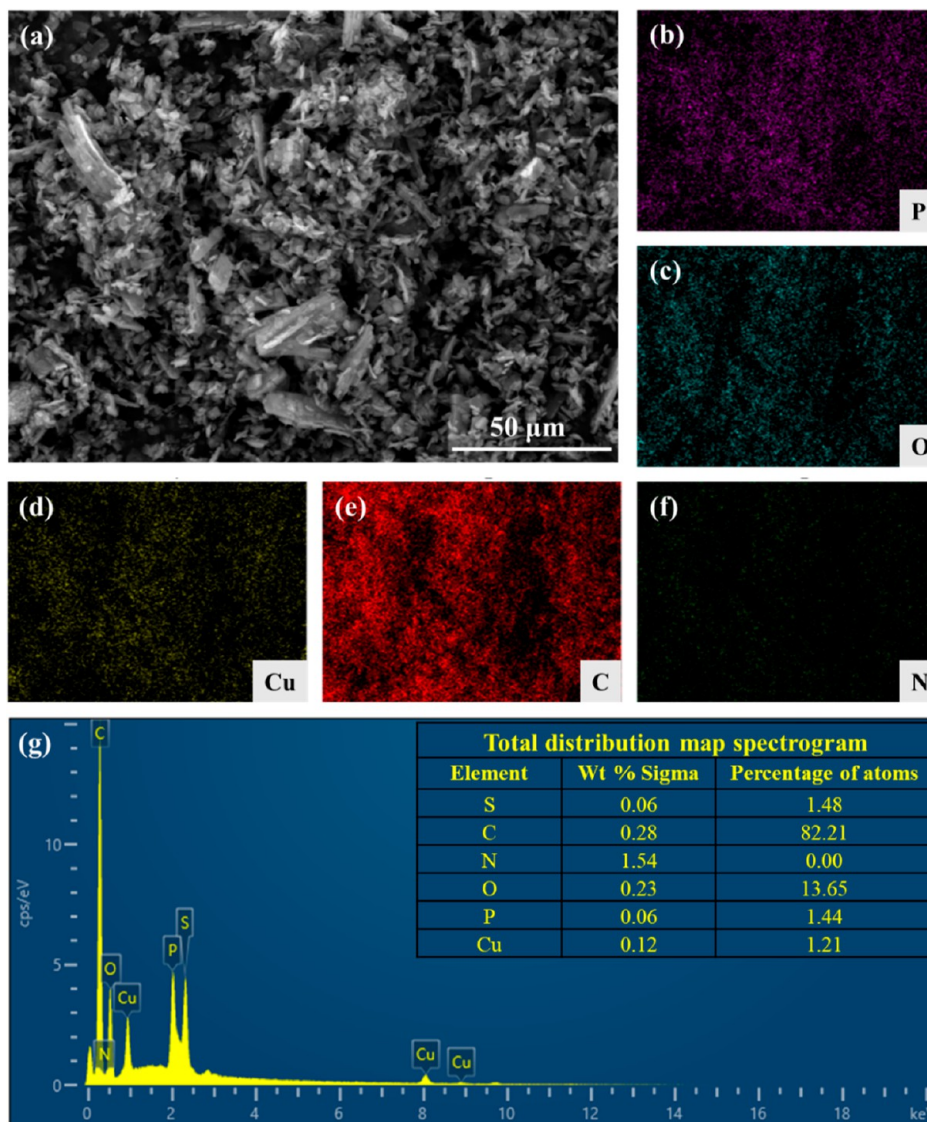 (a)
50 μm
(b)
P
(c)
O
(d)
Cu
(e)
C
(f)
N
(g)
cps/eV
10
5
0
C
O
N
Cu
P
S
Cu
Cu
0 2 4 6 8 10 12 14 16 18 ke
Total distribution map spectrogram
Element Wt % Sigma Percentage of atoms
S 0.06 1.48
C 0.28 82.21
N 1.54 0.00
O 0.23 13.65
P 0.06 1.44
Cu 0.12 1.21